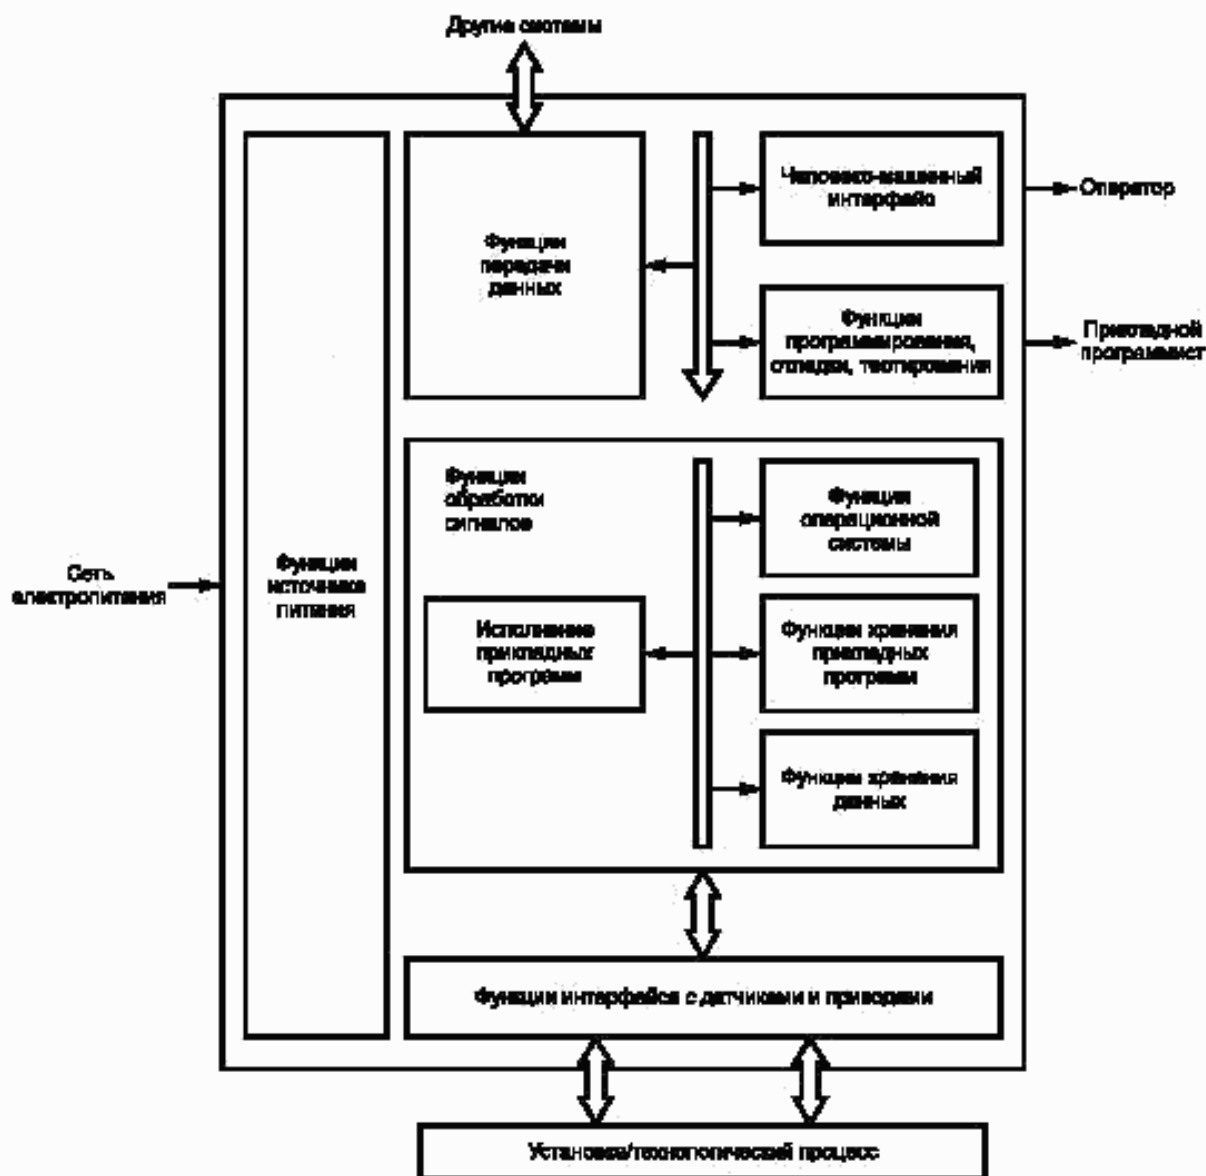 Другие системы
Человеко-машинный
интерфейс
Оператор
Функции
передачи
данных
Функции
программирования,
отладки, тестирования
Прикладной
программист
Функции
обработки
сигналов
Функции
операционной
системы
Сеть
электропитания
Функции
источника
питания
Исполнение
прикладных
программ
Функции хранения
прикладных
программ
Функции хранения
данных
Функции интерфейса с датчиками и приводами
Установка/технологический процесс